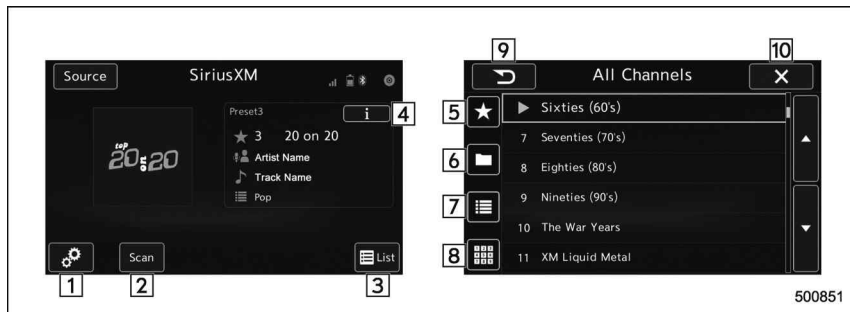 9
10
Source
SiriusXM
All Channels
X
Preset3
i
4
5
Sixties (60's)
3 20 on 20
7 Seventies (70's)
top
20 on 20
Artist Name
6
8 Eighties (80's)
Track Name
Pop
7
9 Nineties (90's)
10 The War Years
Scan
List
8
11 XM Liquid Metal
1
2
3
500851